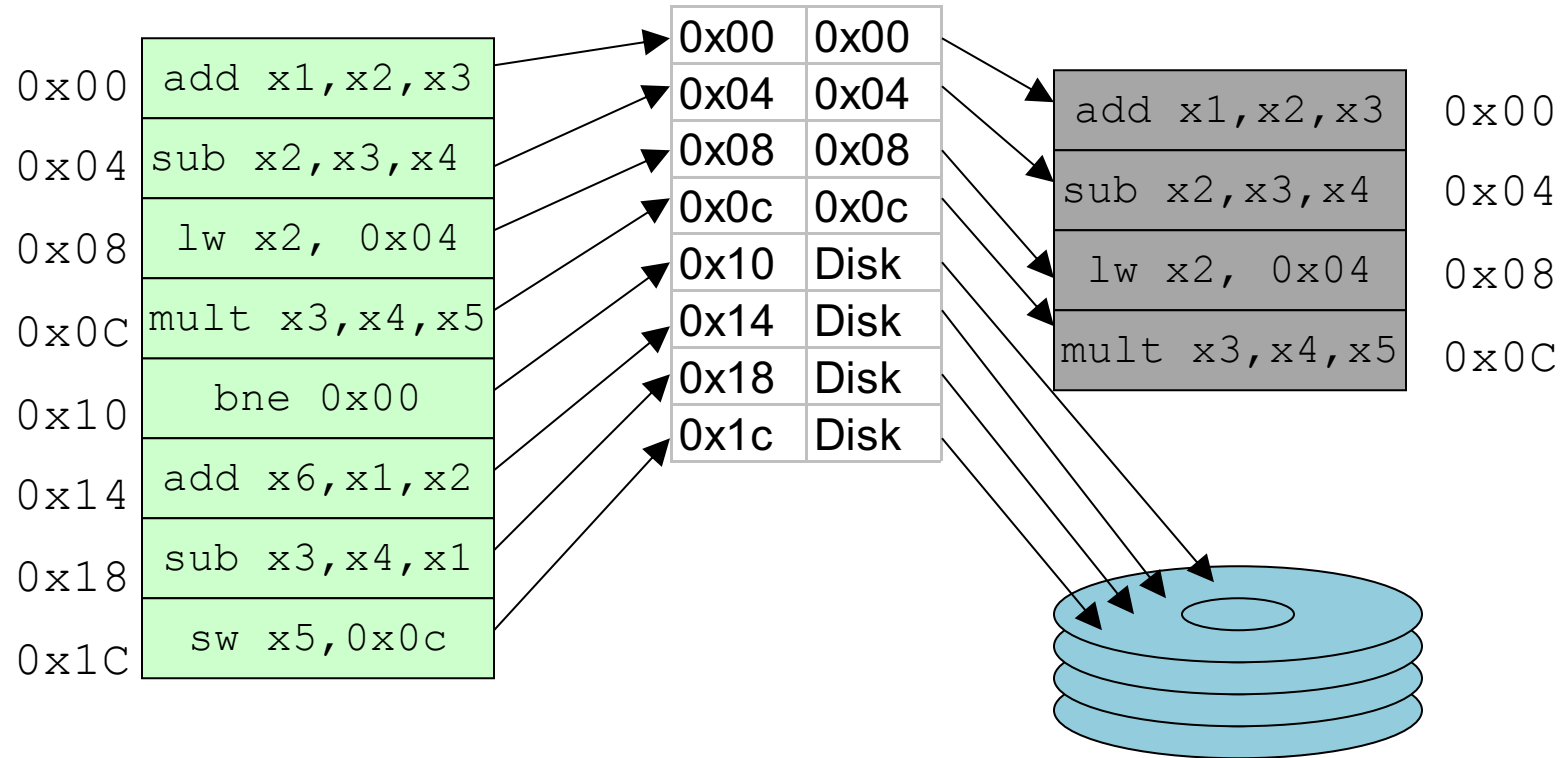 0x00 add x1,x2,x3
0x04 sub x2,x3,x4
0x08 lw x2, 0x04
0x0C mult x3,x4,x5
0x10 bne 0x00
0x14 add x6,x1,x2
0x18 sub x3,x4,x1
0x1C sw x5,0x0c
0x00 0x00
0x04 0x04
0x08 0x08
0x0c 0x0c
0x10 Disk
0x14 Disk
0x18 Disk
0x1c Disk
add x1,x2,x3 0x00
sub x2,x3,x4 0x04
lw x2, 0x04 0x08
mult x3,x4,x5 0x0C